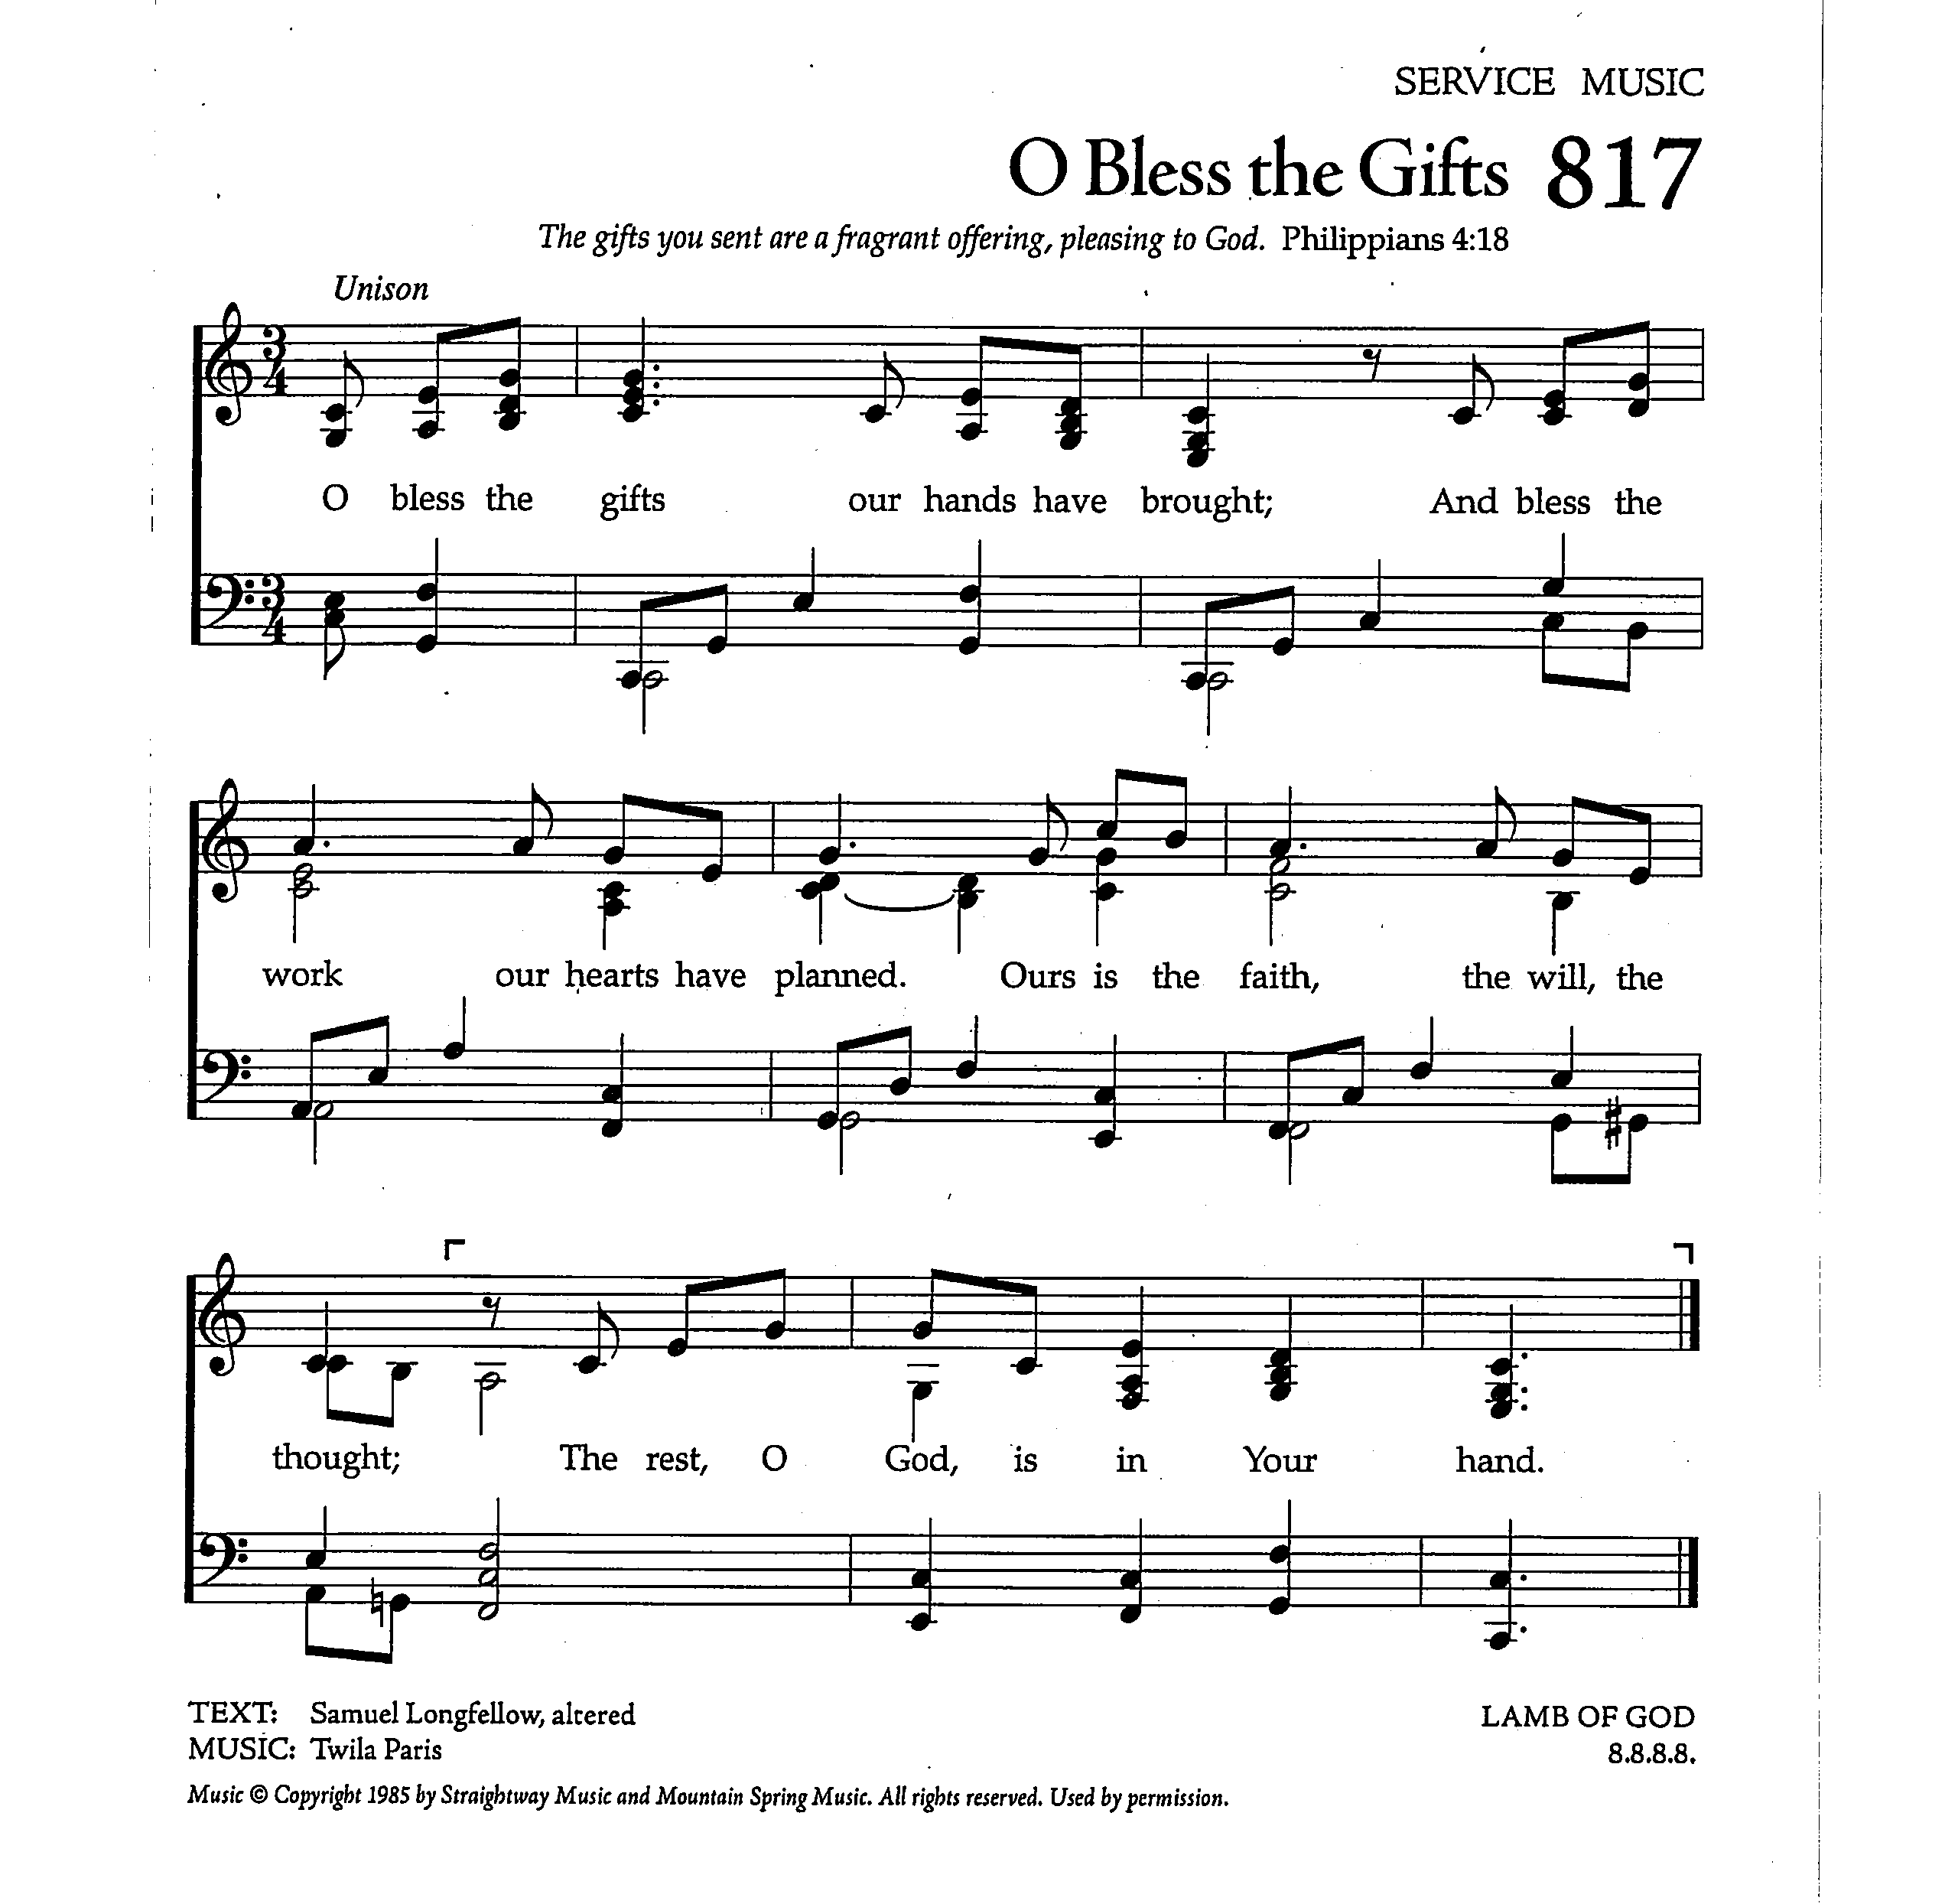 SERVICE MUSIC
O Bless the Gifts 817
The gifts you sent are a fragrant offering, pleasing to God. Philippians 4:18
Unison
3
4
O bless the gifts our hands have brought; And bless the
3
4
work our hearts have planned. Ours is the faith, the will, the
thought; The rest, O God, is in Your hand.
TEXT: Samuel Longfellow, altered
LAMB OF GOD
MUSIC: Twila Paris
8.8.8.8.
Music © Copyright 1985 by Straightway Music and Mountain Spring Music. All rights reserved. Used by permission.